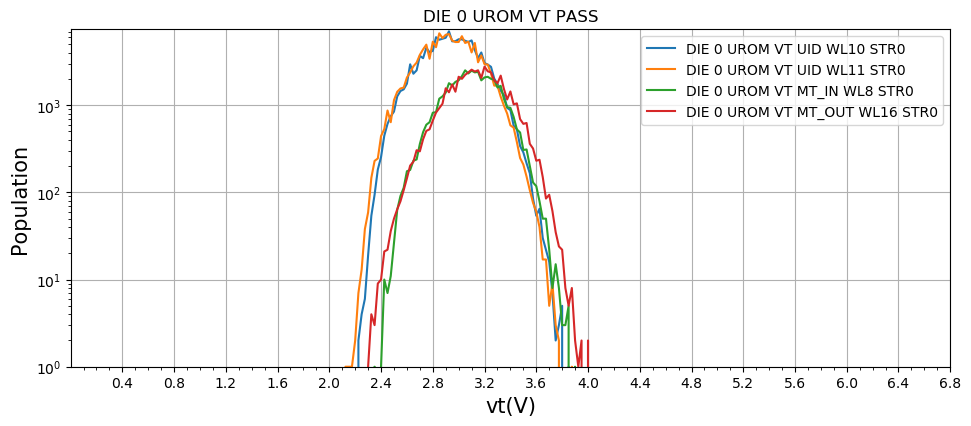 DIE 0 UROM VT PASS
DIE 0 UROM VT UID WL10 STR0
DIE 0 UROM VT UID WL11 STR0
DIE 0 UROM VT MT_IN WL8 STR0
DIE 0 UROM VT MT_OUT WL16 STR0
Population
10³
10²
10¹
10⁰
0.4 0.8 1.2 1.6 2.0 2.4 2.8 3.2 3.6 4.0 4.4 4.8 5.2 5.6 6.0 6.4 6.8
vt(V)